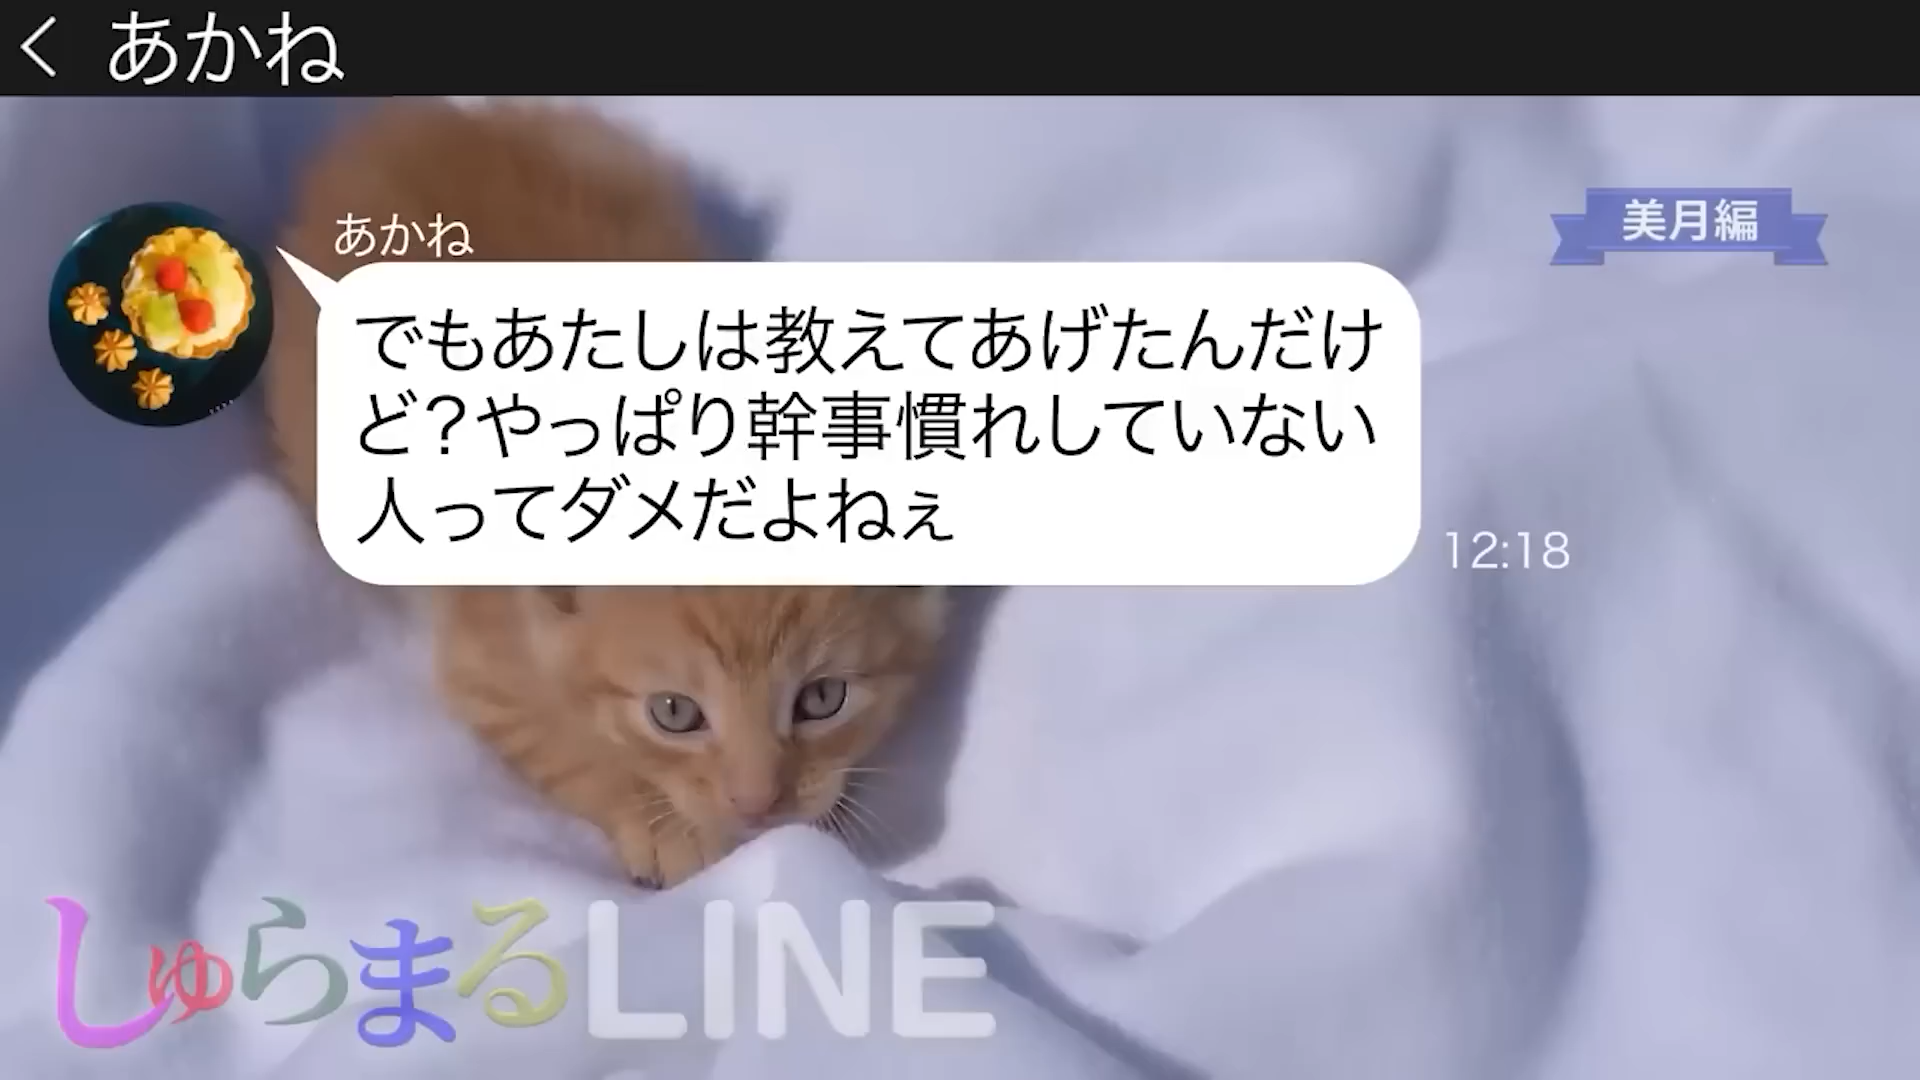 あかね
あかね
美月編
でもあたしは教えてあげたんだけ
ど？やっぱり幹事慣れしていない
人ってダメだよねぇ
12:18
しゅらまるLINE